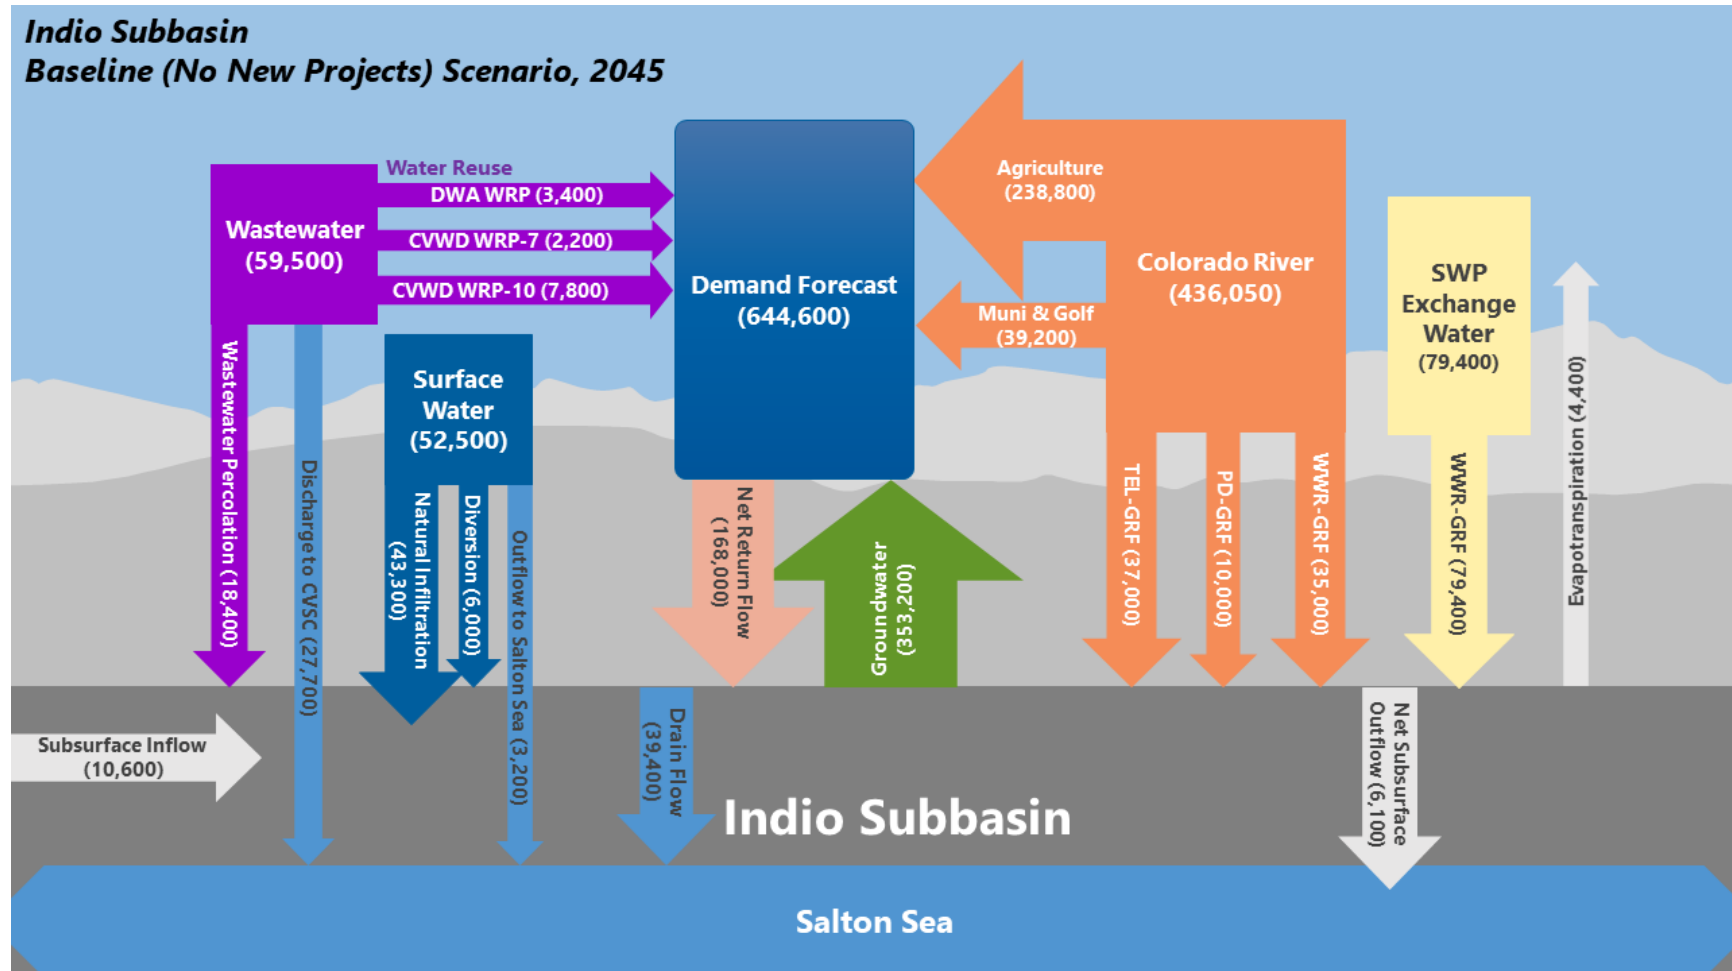 Indio Subbasin
Baseline (No New Projects) Scenario, 2045
Water Reuse
DWA WRP (3,400)
CVWD WRP-7 (2,200)
CVWD WRP-10 (7,800)
Wastewater
(59,500)
Wastewater Percolation (18,400)
Discharge to CVSC (27,700)
Surface
Water
(52,500)
Natural Infiltration
(43,300)
Diversion (6,000)
Outflow to Salton Sea (3,200)
Demand Forecast
(644,600)
Net Return Flow
(168,000)
Groundwater
(353,200)
Agriculture
(238,800)
Muni & Golf
(39,200)
Colorado River
(436,050)
TEL-GRF (37,000)
PD-GRF (10,000)
WWR-GRF (35,000)
SWP
Exchange
Water
(79,400)
WWR-GRF (79,400)
Evapotranspiration (4,400)
Subsurface Inflow
(10,600)
Drain Flow
(39,400)
Indio Subbasin
Net Subsurface
Outflow (6,100)
Salton Sea